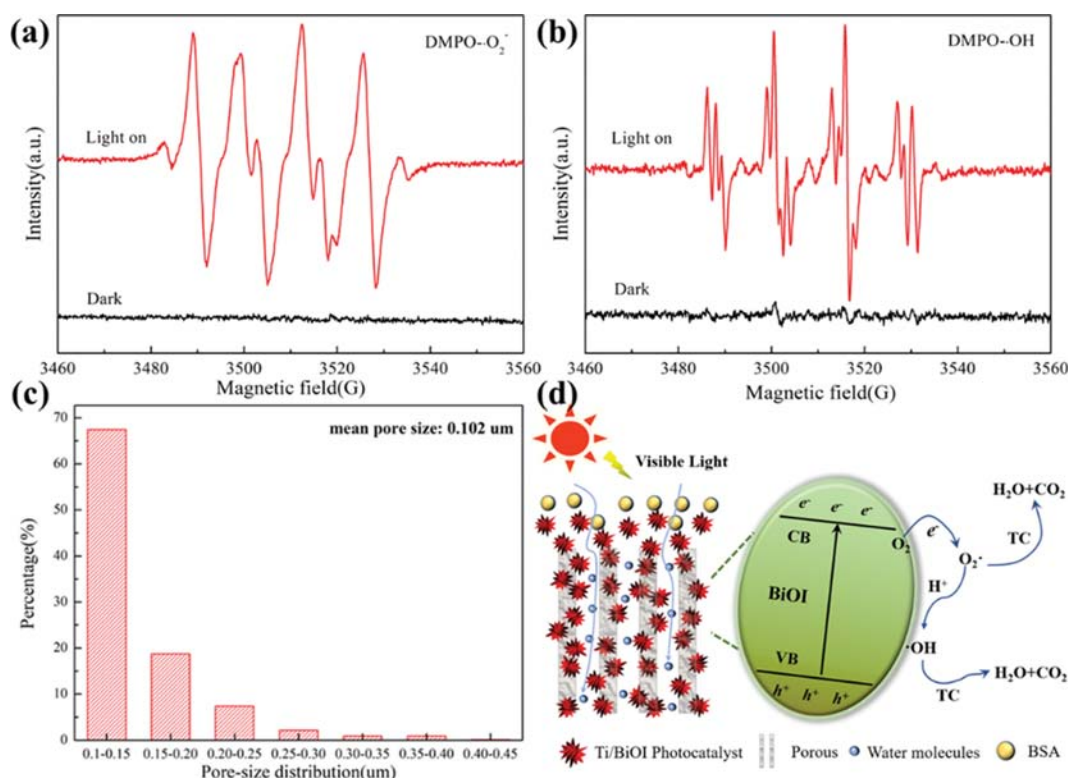 (a)
DMPO-·O₂⁻
Light on
Dark
Intensity(a.u.)
3460 3480 3500 3520 3540 3560
Magnetic field(G)
(b)
DMPO-·OH
Light on
Dark
Intensity(a.u.)
3460 3480 3500 3520 3540 3560
Magnetic field(G)
(c)
mean pore size: 0.102 um
70
60
50
40
30
20
10
0
Percentage(%)
0.1-0.15 0.15-0.20 0.20-0.25 0.25-0.30 0.30-0.35 0.35-0.40 0.40-0.45
Pore-size distribution(um)
(d)
Visible Light
e⁻ e⁻ e⁻
CB
O₂
e⁻
O₂⁻
TC
H₂O+CO₂
H⁺
BiOI
·OH
VB
h⁺ h⁺ h⁺
TC
H₂O+CO₂
Ti/BiOI Photocatalyst Porous Water molecules BSA